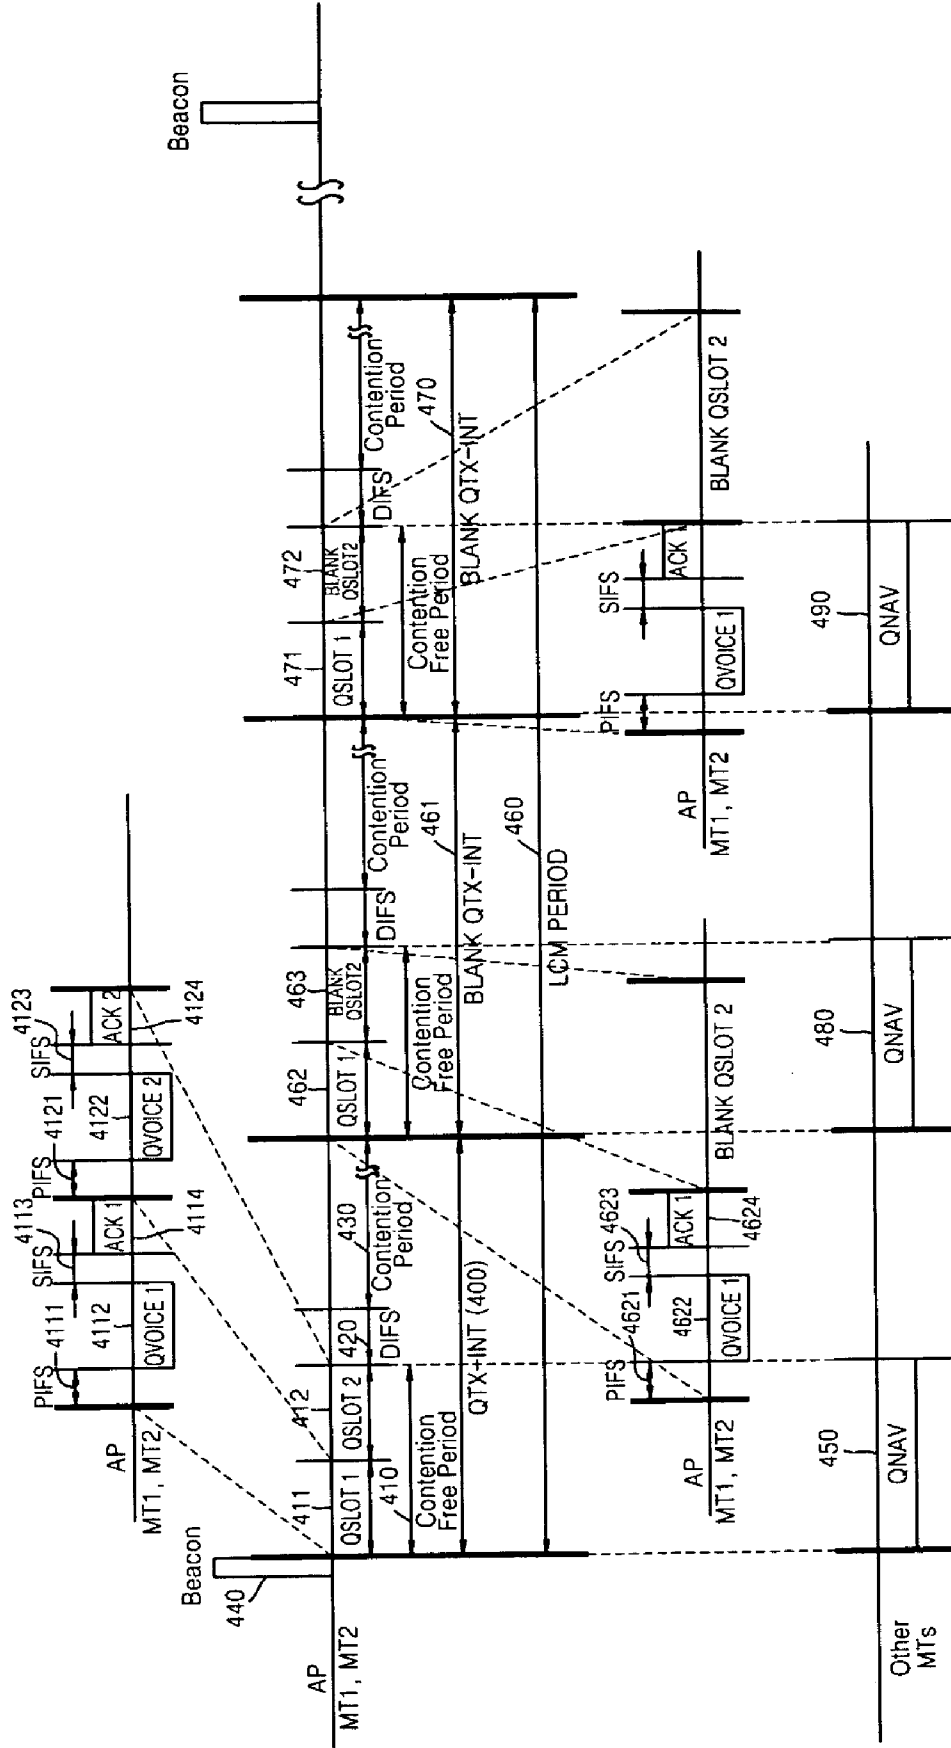 PIFS
4111
4113
SIFS
PIFS
4121
4123
SIFS
AP
MT1, MT2
4112
QVOICE 1
ACK 1
4114
4122
QVOICE 2
ACK 2
4124
Beacon
440
Beacon
AP
MT1, MT2
411
QSLOT 1
412
QSLOT 2
420
DIFS
430
Contention
Period
410
Contention
Free Period
QTX+INT (400)
462
QSLOT 1
463
BLANK
QSLOT2
DIFS
Contention
Period
Contention
Free Period
461
BLANK QTX-INT
460
LCM PERIOD
471
QSLOT 1
472
BLANK
QSLOT2
DIFS
Contention
Period
Contention
Free Period
470
BLANK QTX-INT
PIFS
4621
4623
SIFS
AP
MT1, MT2
4622
QVOICE 1
ACK 1
4624
BLANK QSLOT 2
PIFS
SIFS
AP
MT1, MT2
QVOICE 1
ACK 1
BLANK QSLOT 2
Other
MTs
450
QNAV
480
QNAV
490
QNAV